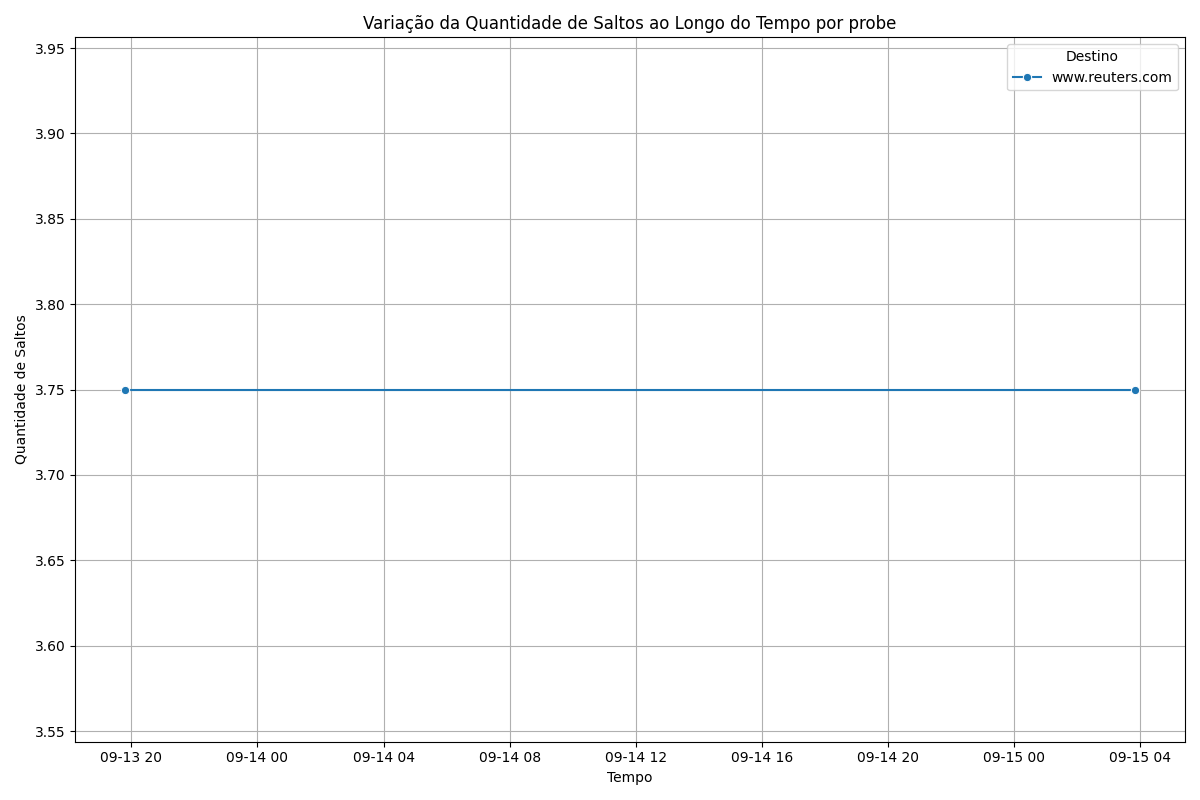 Variação da Quantidade de Saltos ao Longo do Tempo por probe
Destino
www.reuters.com
Quantidade de Saltos
3.95
3.90
3.85
3.80
3.75
3.70
3.65
3.60
3.55
09-13 20 09-14 00 09-14 04 09-14 08 09-14 12 09-14 16 09-14 20 09-15 00 09-15 04
Tempo